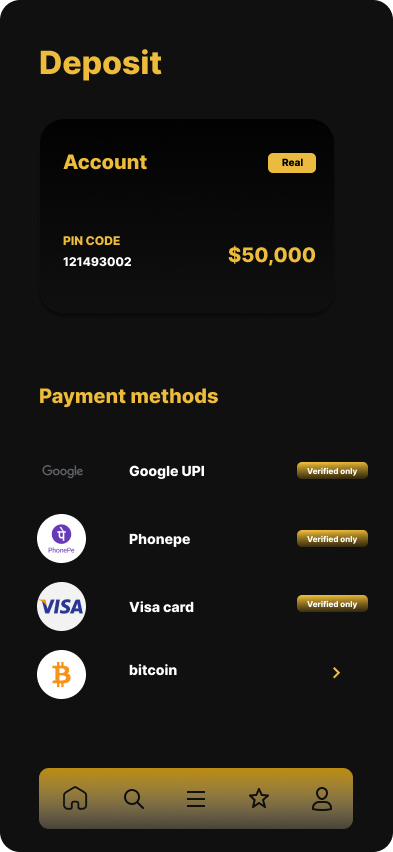 Deposit
Account
Real
PIN CODE
121493002
$50,000
Payment methods
Google
Google UPI
Verified only
पे
PhonePe
Phonepe
Verified only
VISA
Visa card
Verified only
₿
bitcoin